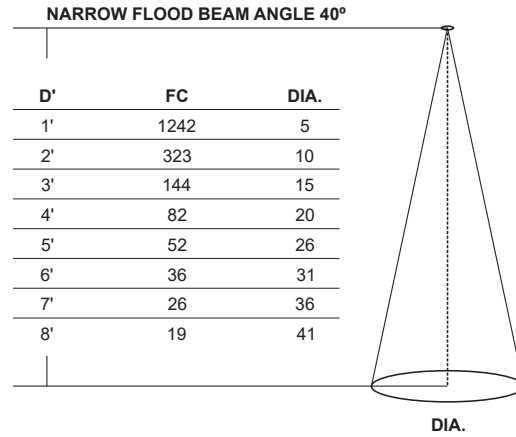 NARROW FLOOD BEAM ANGLE 40º
D' FC DIA.
1' 1242 5
2' 323 10
3' 144 15
4' 82 20
5' 52 26
6' 36 31
7' 26 36
8' 19 41
DIA.